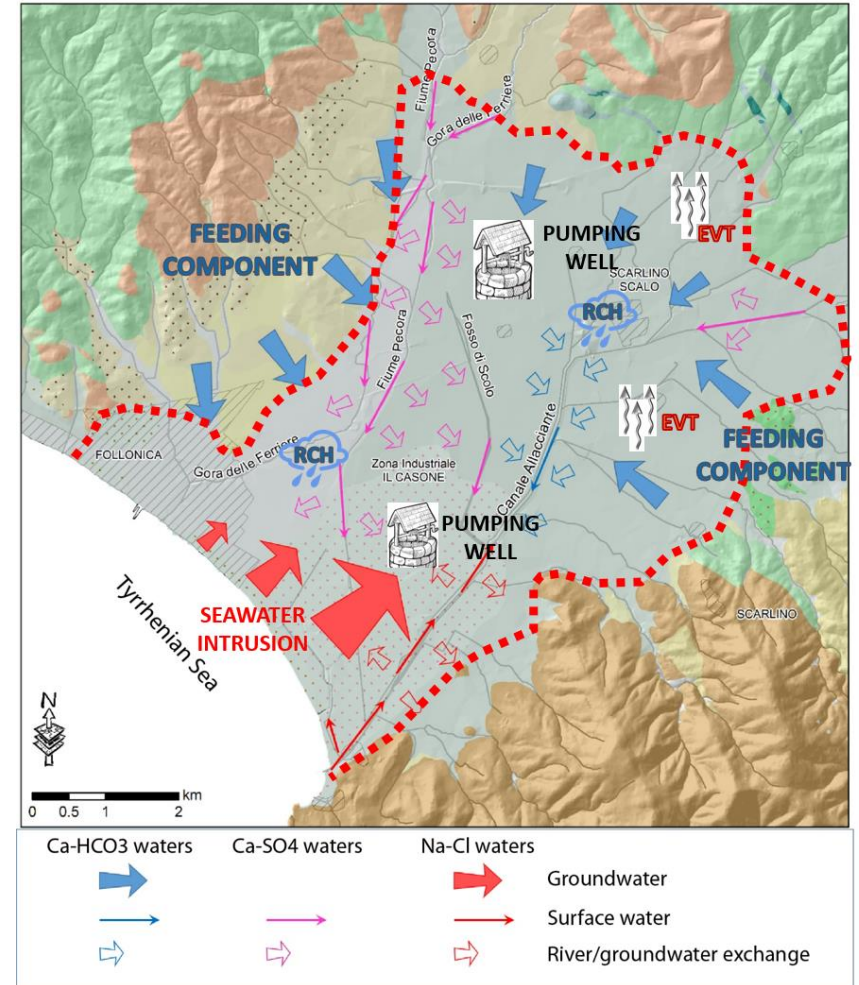 Fiume Pecora
Gora delle Ferriere
FEEDING
COMPONENT
PUMPING
WELL
EVT
SCARLINO
SCALO
RCH
Fiume Pecora
Fosso di Scolo
EVT
FEEDING
COMPONENT
FOLLONICA
Gora delle Ferriere
RCH
Zona Industriale
IL CASONE
Canale Allacciante
PUMPING
WELL
SEAWATER
INTRUSION
Tyrrhenian Sea
SCARLINO
N
km
0 0.5 1 2
Ca-HCO3 waters Ca-SO4 waters Na-Cl waters
Groundwater
Surface water
River/groundwater exchange